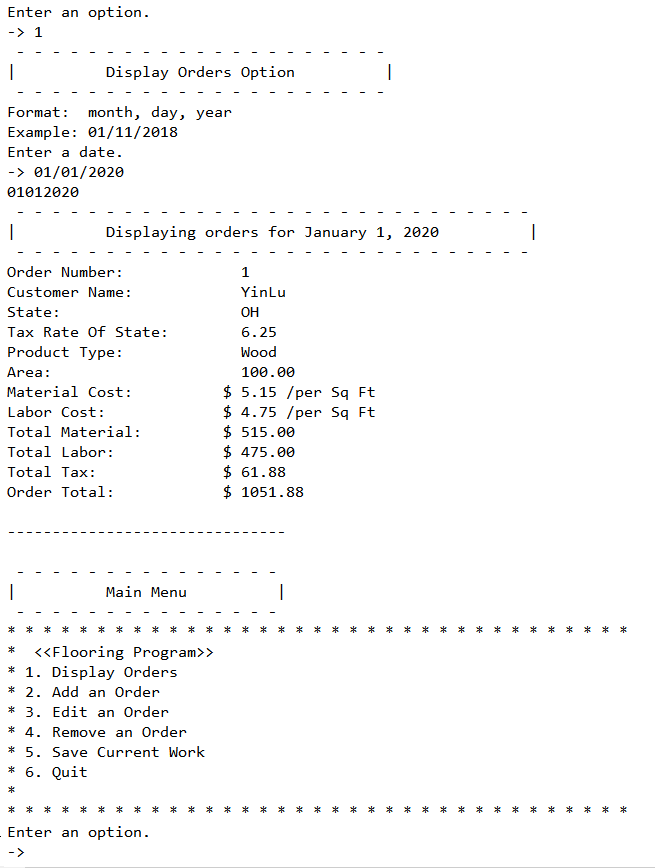 Enter an option.
-> 1
- - - - - - - - - - - - - - - - - - - - -
|          Display Orders Option          |
- - - - - - - - - - - - - - - - - - - - -
Format:  month, day, year
Example: 01/11/2018
Enter a date.
-> 01/01/2020
01012020
- - - - - - - - - - - - - - - - - - - - - - - - - - - - -
|          Displaying orders for January 1, 2020          |
- - - - - - - - - - - - - - - - - - - - - - - - - - - - -
Order Number:             1
Customer Name:            YinLu
State:                    OH
Tax Rate Of State:        6.25
Product Type:             Wood
Area:                     100.00
Material Cost:          $ 5.15 /per Sq Ft
Labor Cost:             $ 4.75 /per Sq Ft
Total Material:         $ 515.00
Total Labor:            $ 475.00
Total Tax:              $ 61.88
Order Total:            $ 1051.88
-------------------------------
- - - - - - - - - - - - - - -
|          Main Menu          |
- - - - - - - - - - - - - - -
* * * * * * * * * * * * * * * * * * * * * * * * * * * * * * * * * * *
*  <<Flooring Program>>
* 1. Display Orders
* 2. Add an Order
* 3. Edit an Order
* 4. Remove an Order
* 5. Save Current Work
* 6. Quit
*
* * * * * * * * * * * * * * * * * * * * * * * * * * * * * * * * * * *
Enter an option.
->